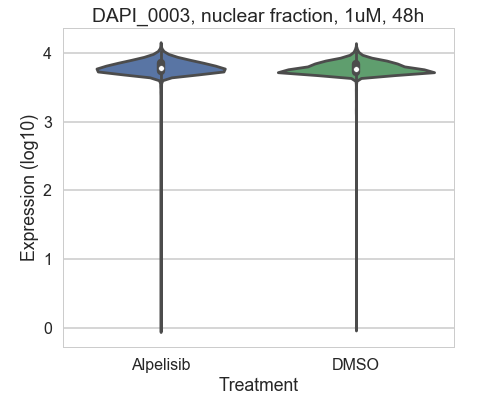 DAPI_0003, nuclear fraction, 1uM, 48h
4
3
2
1
0
Expression (log10)
Alpelisib DMSO
Treatment